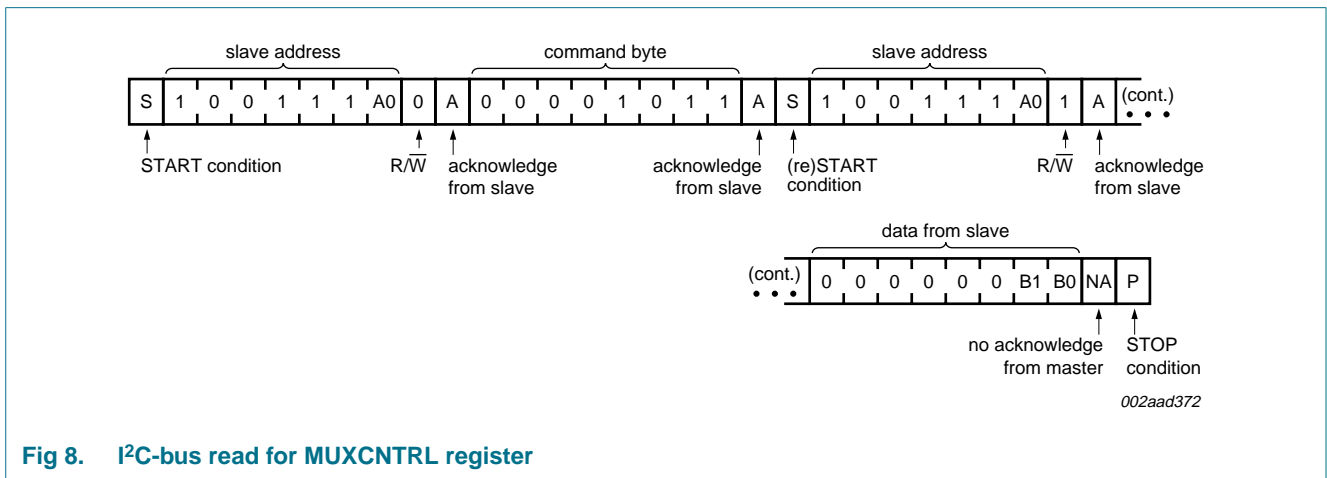 slave address command byte slave address
S 1 0 0 1 1 1 A0 0 A 0 0 0 0 1 0 1 1 A S 1 0 0 1 1 1 A0 1 A (cont.)
START condition R/W̅ acknowledge from slave acknowledge from slave (re)START condition R/W̅ acknowledge from slave
data from slave
(cont.) 0 0 0 0 0 0 B1 B0 NA P
no acknowledge from master STOP condition
002aad372
Fig 8. I²C-bus read for MUXCNTRL register